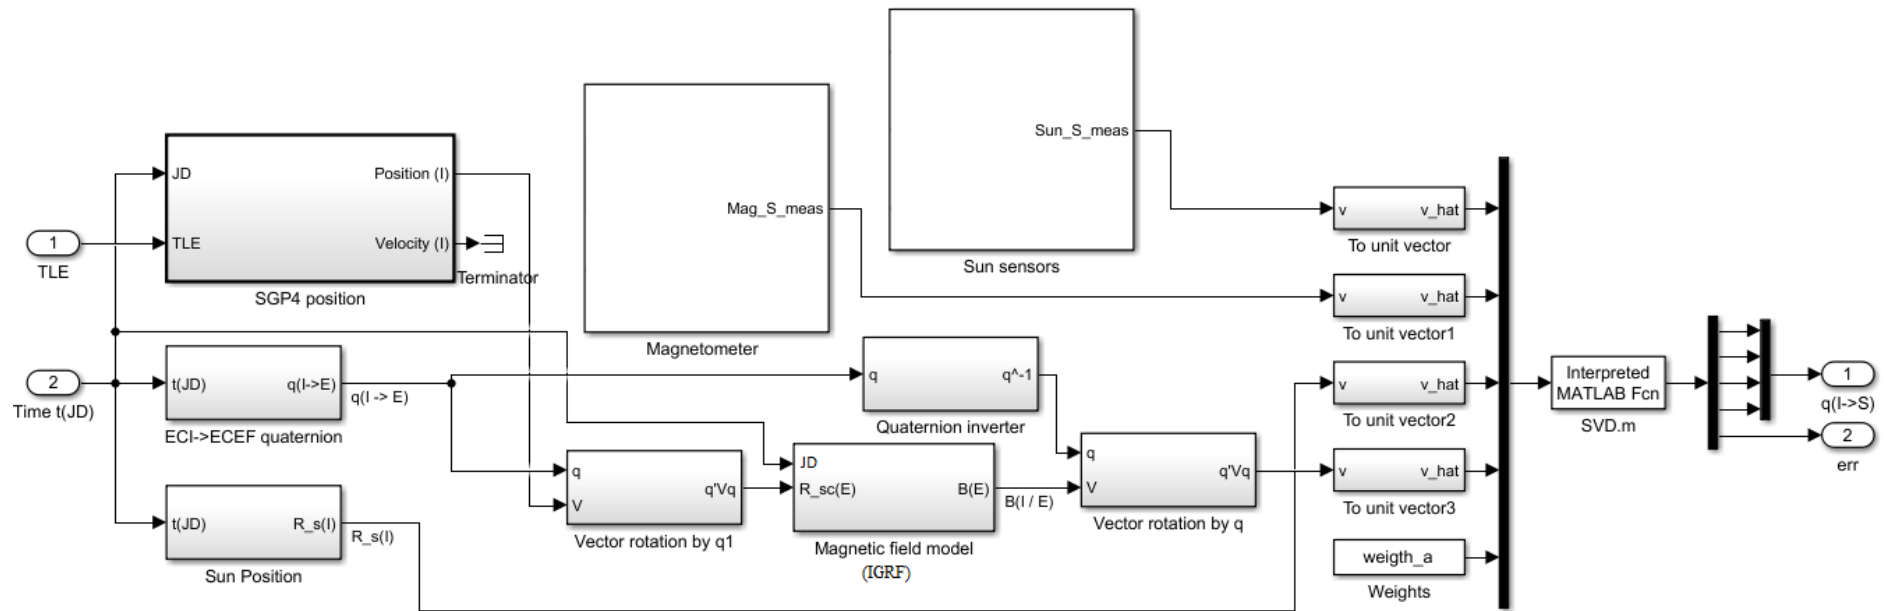 Sun_S_meas
Sun sensors
Mag_S_meas
Magnetometer
JD
Position (I)
TLE
Velocity (I)
SGP4 position
Terminator
1
TLE
2
Time t(JD)
t(JD)
q(I->E)
q(I -> E)
ECI->ECEF quaternion
t(JD)
R_s(I)
R_s(I)
Sun Position
q
V
q'Vq
Vector rotation by q1
q
q^-1
Quaternion inverter
JD
R_sc(E)
B(E)
B(I / E)
Magnetic field model
(IGRF)
q
V
q'Vq
Vector rotation by q
v
v_hat
To unit vector
v
v_hat
To unit vector1
v
v_hat
To unit vector2
v
v_hat
To unit vector3
weigth_a
Weights
Interpreted
MATLAB Fcn
SVD.m
1
q(I->S)
2
err